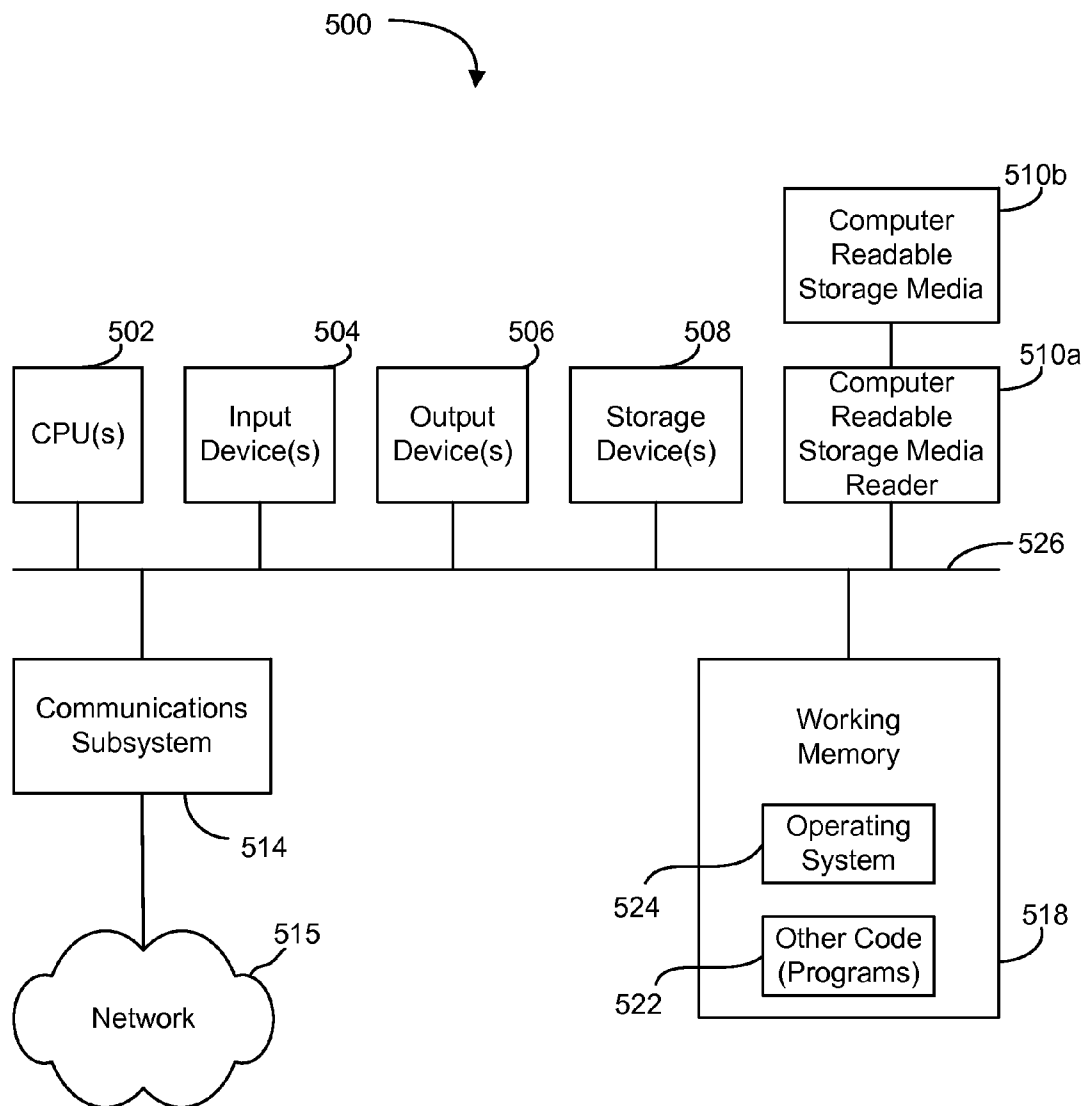 500
510b
Computer
Readable
Storage Media
502
504
506
508
510a
CPU(s)
Input
Device(s)
Output
Device(s)
Storage
Device(s)
Computer
Readable
Storage Media
Reader
526
Communications
Subsystem
514
Working
Memory
Operating
System
524
Other Code
(Programs)
522
518
515
Network